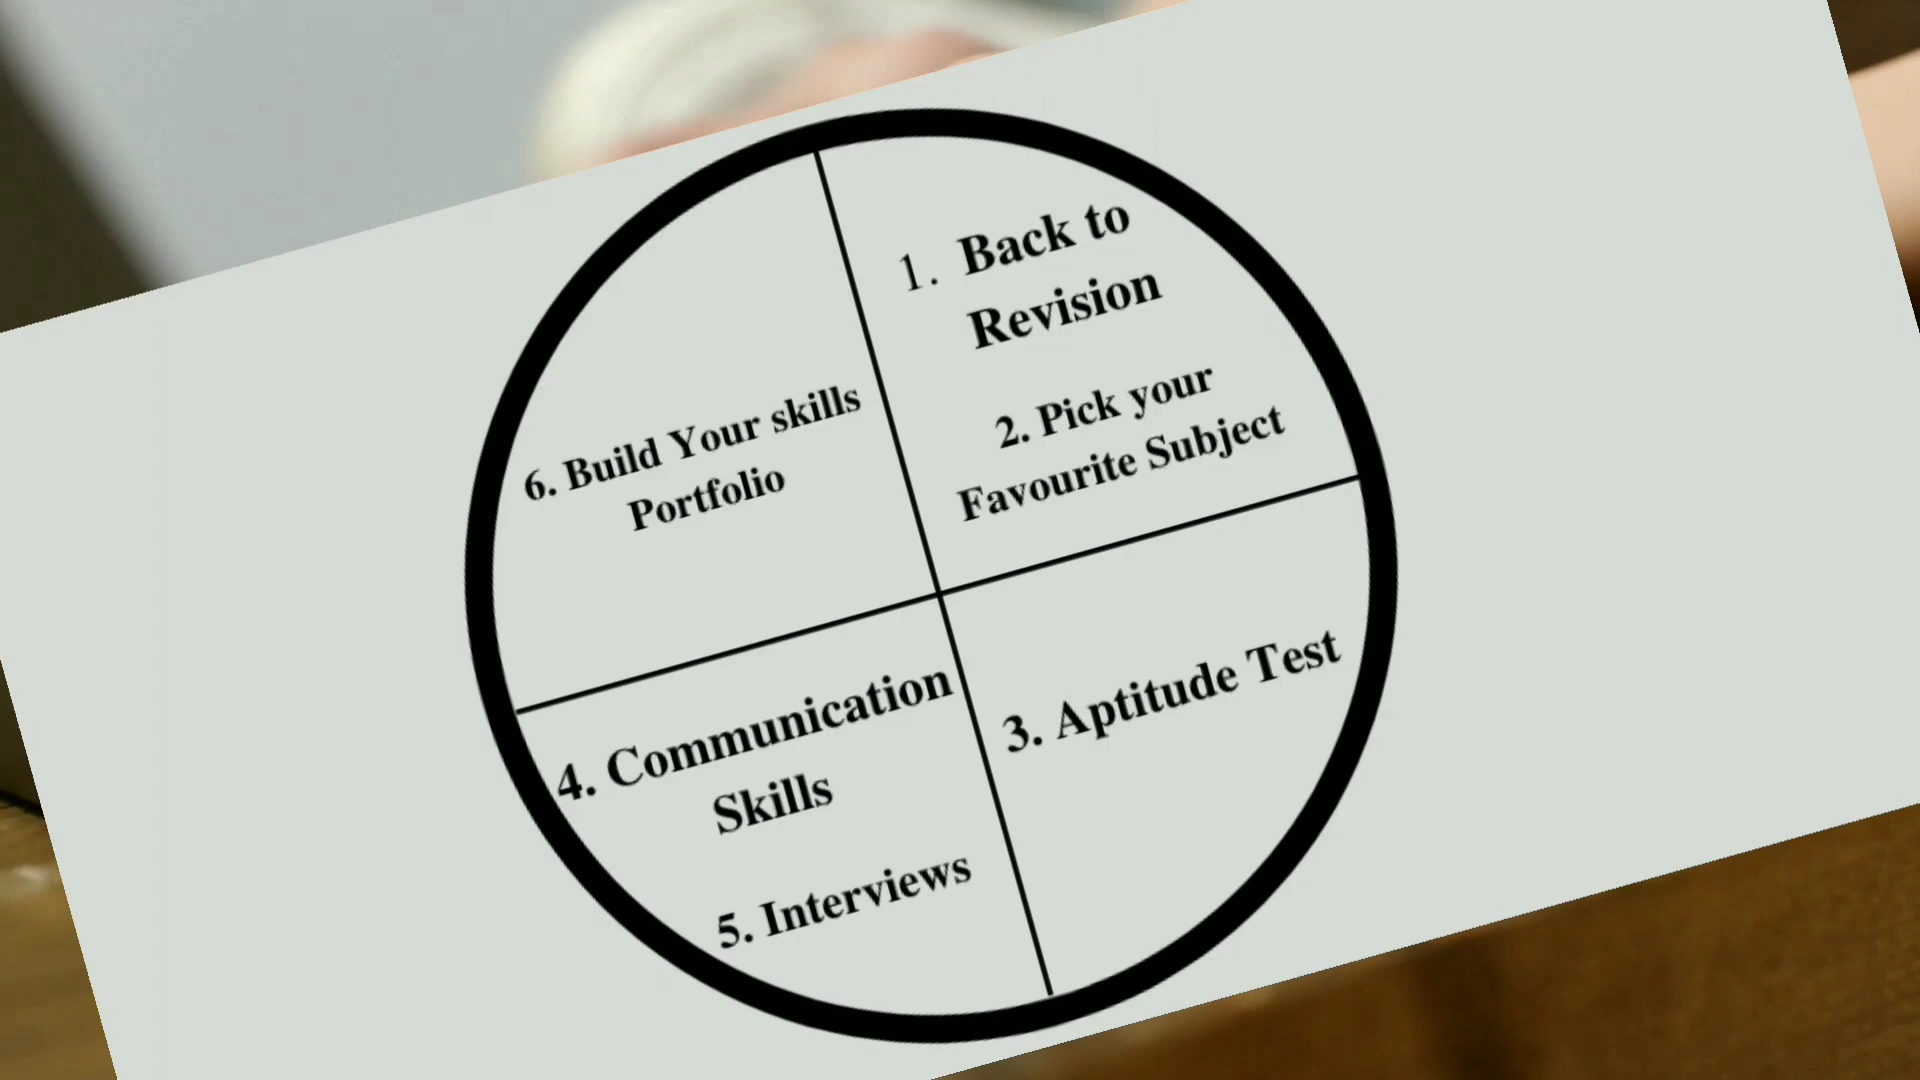 1. Back to
Revision
2. Pick your
Favourite Subject
3. Aptitude Test
4. Communication
Skills
5. Interviews
6. Build Your skills
Portfolio